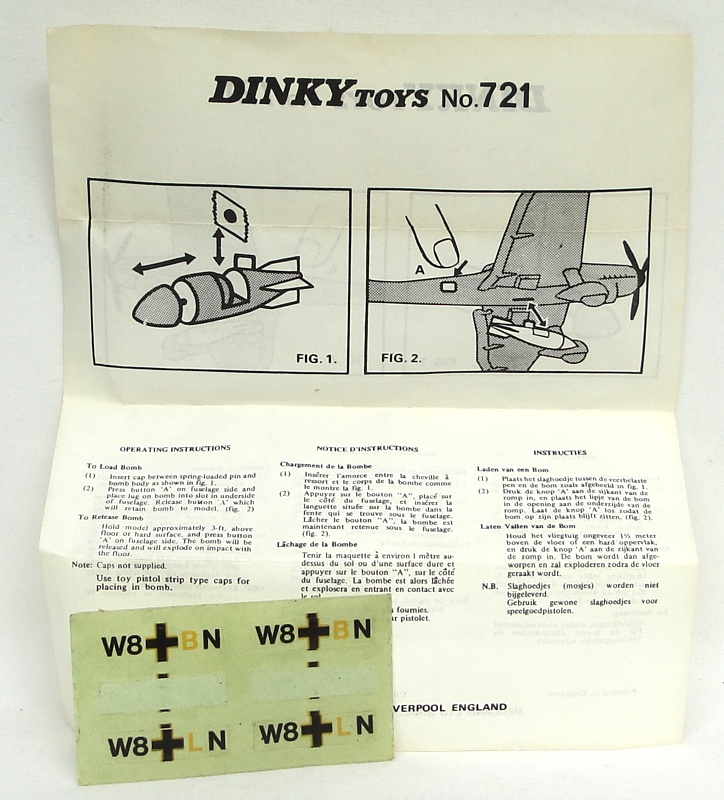 DINKY TOYS No.721
FIG. 1.
A
FIG. 2.
OPERATING INSTRUCTIONS
To Load Bomb
(1) Insert cap between spring-loaded pin and
bomb body as shown in fig. 1.
(2) Press button 'A' on fuselage side and
place lug on bomb into slot in underside
of fuselage. Release button 'A' which
will retain bomb to model. (fig. 2)
To Release Bomb
Hold model approximately 3-ft. above
floor or hard surface, and press button
'A' on fuselage side. The bomb will be
released and will explode on impact with
the floor.
Note: Caps not supplied.
Use toy pistol strip type caps for
placing in bomb.
NOTICE D'INSTRUCTIONS
Chargement de la Bombe
(1) Insérer l'amorce entre la cheville à
ressort et le corps de la bombe comme
le montre la fig. 1.
(2) Appuyer sur le bouton "A", placé sur
le côté du fuselage, et insérer la
languette située sur la bombe dans la
fente qui se trouve sous le fuselage.
Lâcher le bouton "A", la bombe est
maintenant retenue sous le fuselage.
(fig. 2).
Lâchage de la Bombe
Tenir la maquette à environ 1 mètre au-
dessus du sol ou d'une surface dure et
appuyer sur le bouton "A", sur le côté
du fuselage. La bombe est alors lâchée
et explosera en entrant en contact avec
le sol.
fournies.
pistolet.
INSTRUCTIES
Laden van een Bom
(1) Plaats het slaghoedje tussen de veerbelaste
pen en de bom zoals afgebeeld in fig. 1.
(2) Druk de knop 'A' aan de zijkant van de
romp in, en plaats het lipje van de bom
in de opening aan de onderzijde van de
romp. Laat de knop 'A' los zodat de
bom op zijn plaats blijft zitten. (fig. 2).
Laten Vallen van de Bom
Houd het vliegtuig ongeveer 1½ meter
boven de vloer of een hard oppervlak,
en druk de knop 'A' aan de zijkant van
de romp in. De bom wordt dan afge-
worpen en zal exploderen zodra de vloer
geraakt wordt.
N.B. Slaghoedjes (mosjes) worden niet
bijgeleverd.
Gebruik gewone slaghoedjes voor
speelgoedpistolen.
VERPOOL ENGLAND
W8 BN
W8 BN
W8 LN
W8 LN